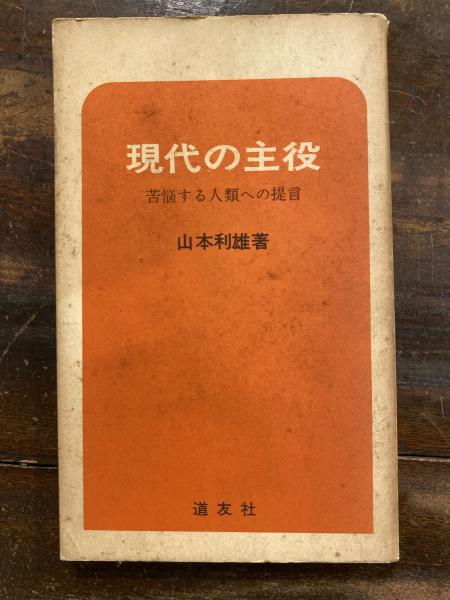 現代の主役
苦悩する人類への提言
山本利雄著
道友社